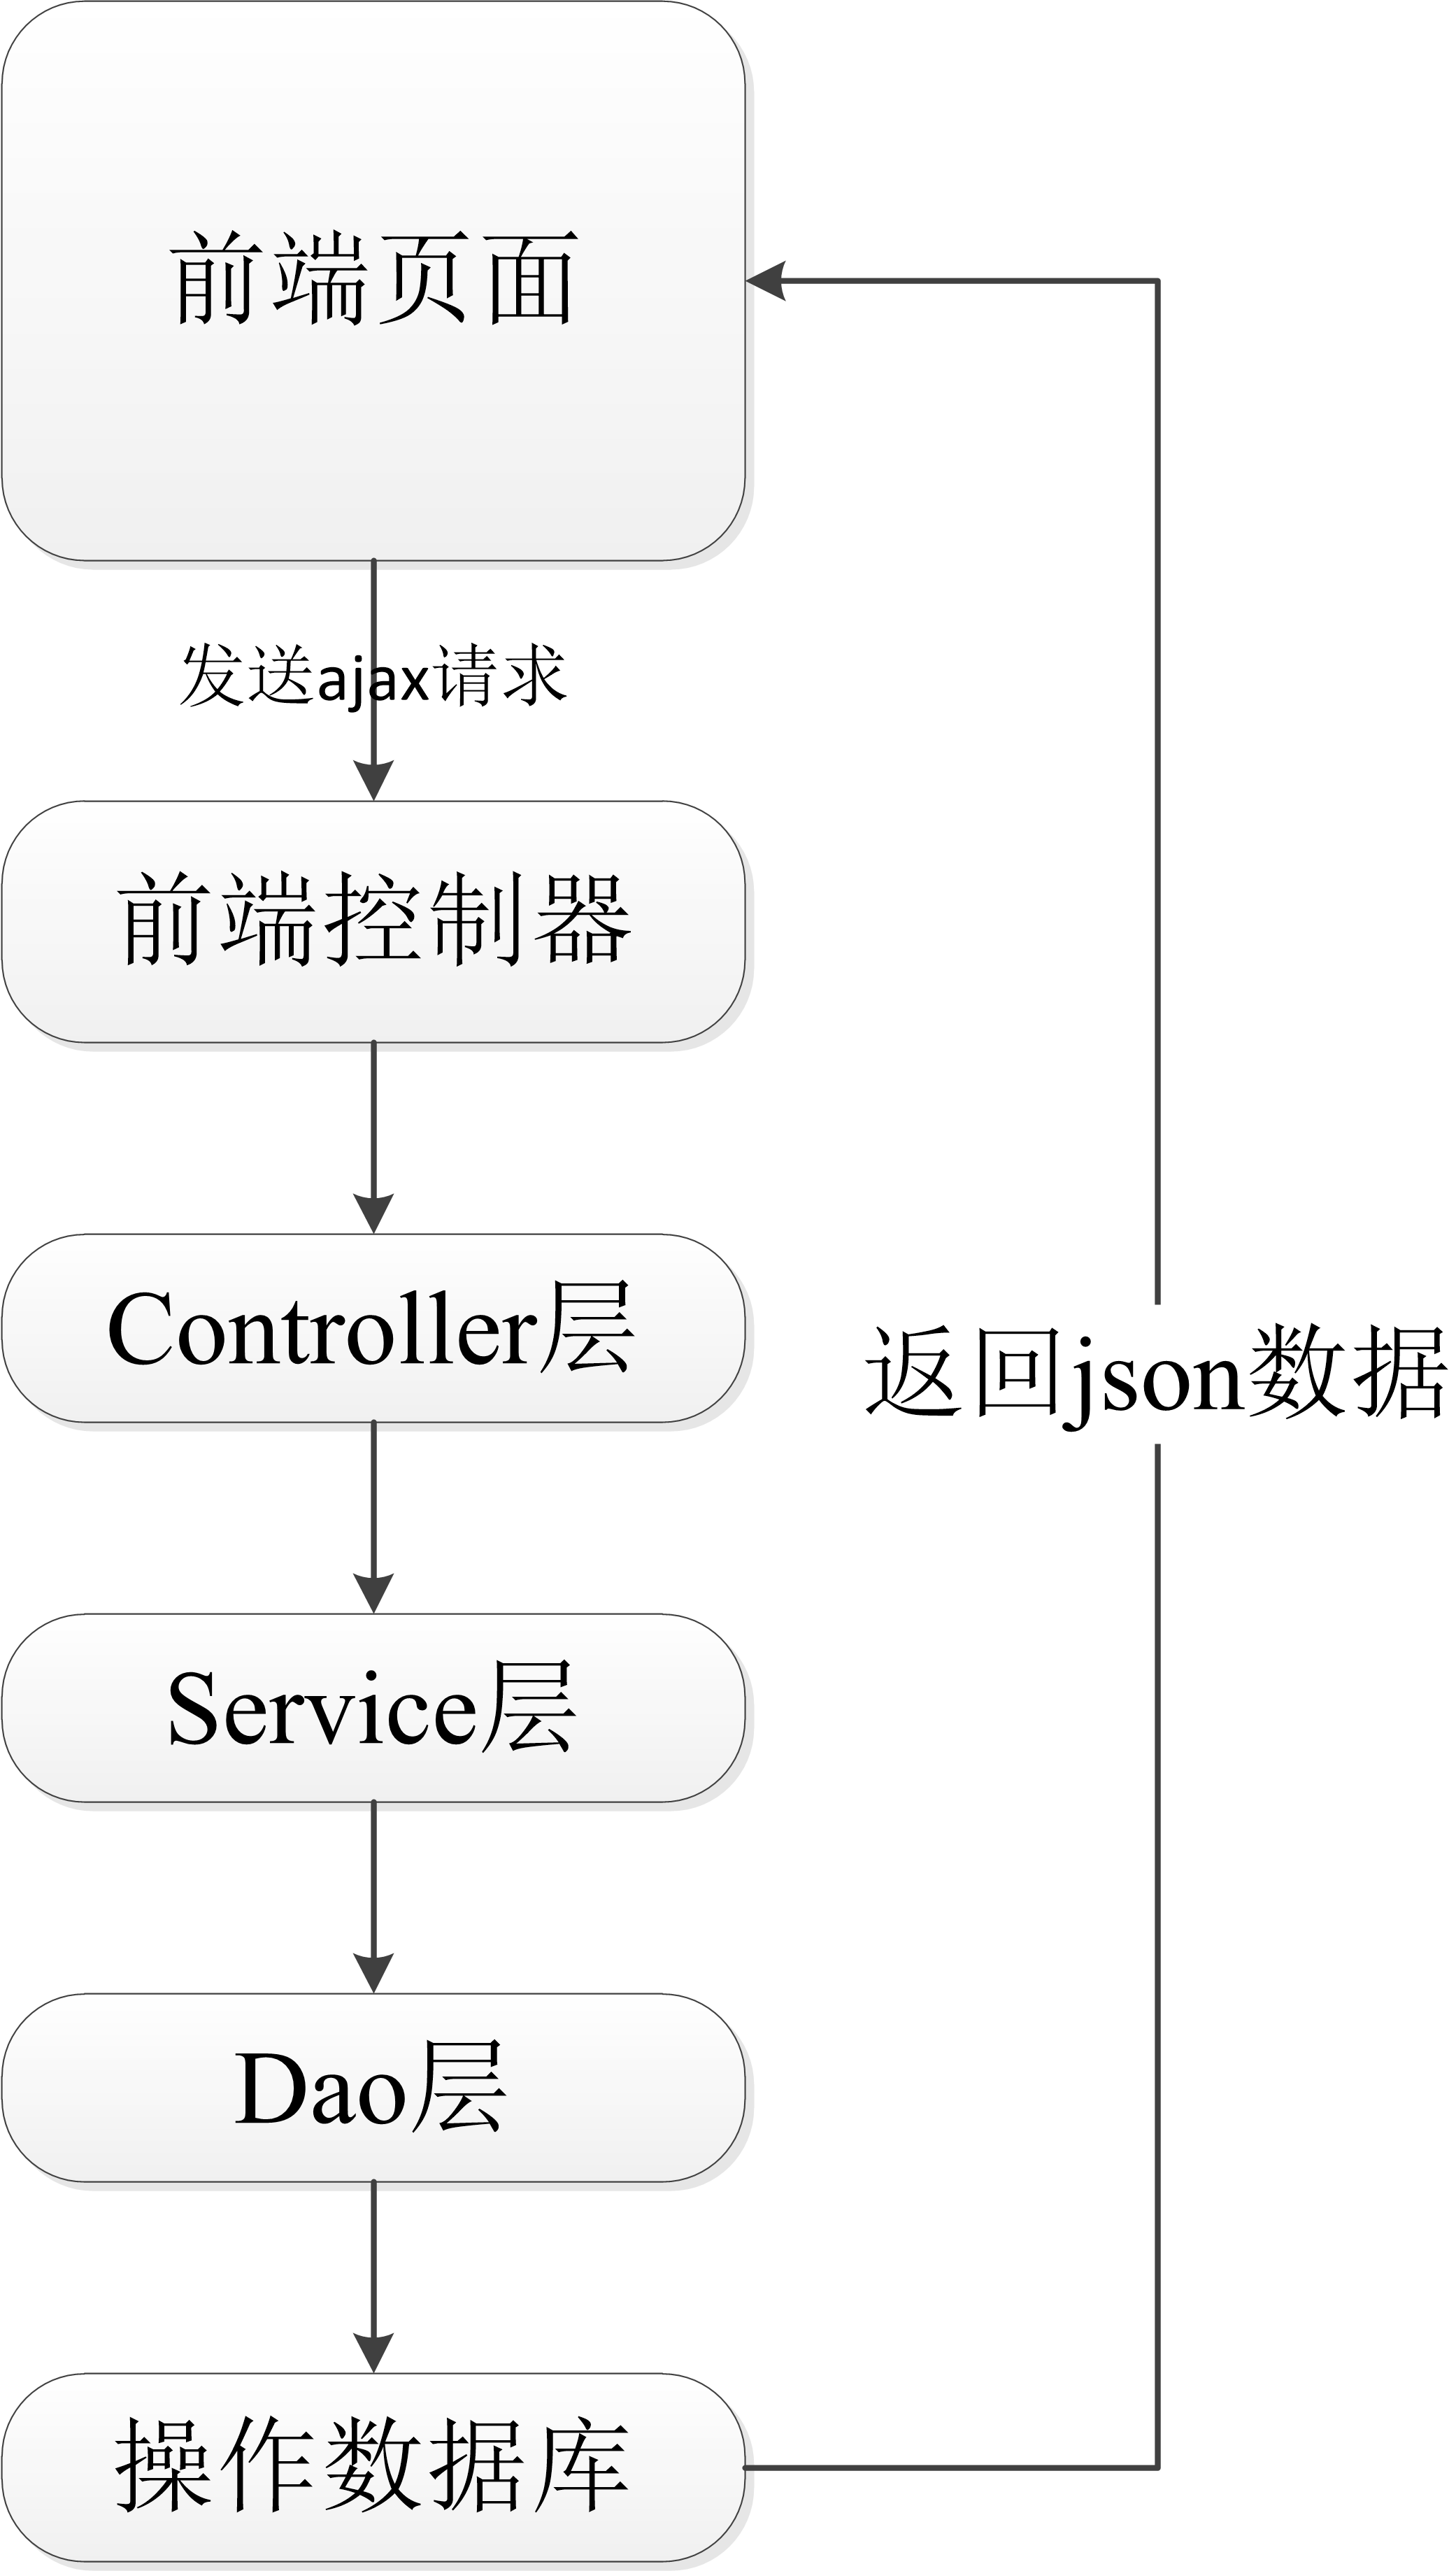 前端页面
发送ajax请求
前端控制器
Controller层
返回json数据
Service层
Dao层
操作数据库